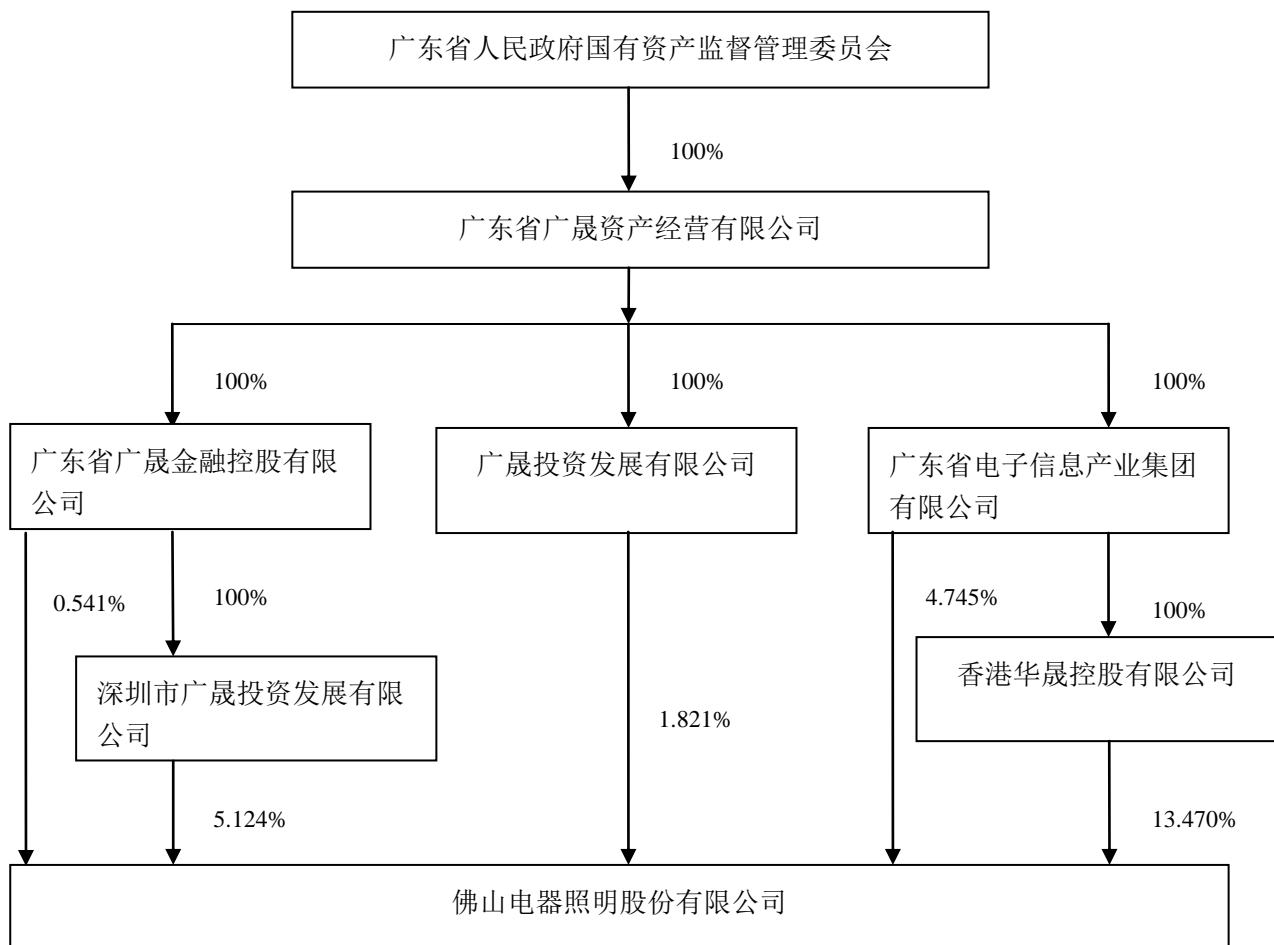 广东省人民政府国有资产监督管理委员会
100%
广东省广晟资产经营有限公司
100%
100%
100%
广东省广晟金融控股有限
公司
广晟投资发展有限公司
广东省电子信息产业集团
有限公司
0.541%
100%
4.745%
100%
深圳市广晟投资发展有限
公司
香港华晟控股有限公司
1.821%
5.124%
13.470%
佛山电器照明股份有限公司